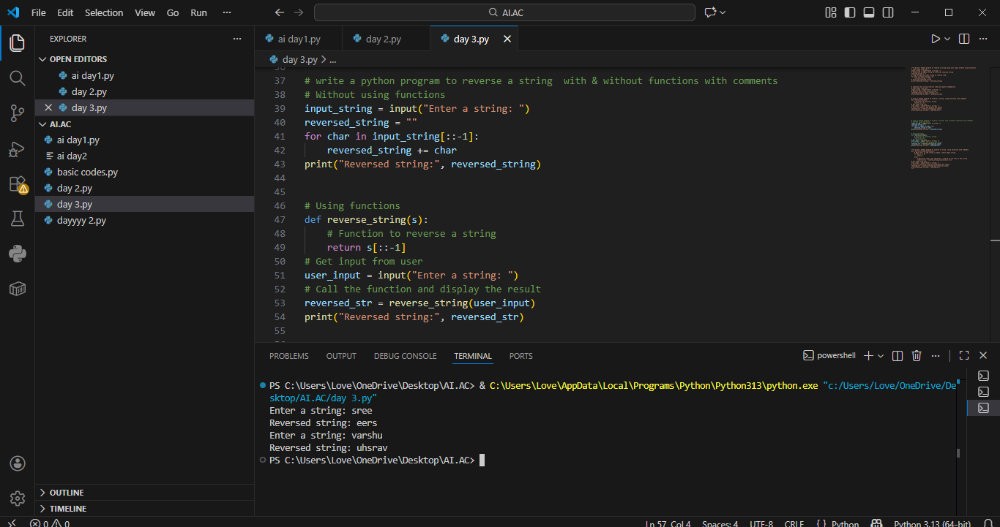 File Edit Selection View Go Run ···
AI.AC
EXPLORER
OPEN EDITORS
ai day1.py
day 2.py
day 3.py
AI.AC
ai day1.py
ai day2
basic codes.py
day 2.py
day 3.py
dayyyy 2.py
OUTLINE
TIMELINE
ai day1.py day 2.py day 3.py
day 3.py > ...
37 # write a python program to reverse a string  with & without functions with comments
38 # Without using functions
39 input_string = input("Enter a string: ")
40 reversed_string = ""
41 for char in input_string[::-1]:
42     reversed_string += char
43 print("Reversed string:", reversed_string)
44
45
46 # Using functions
47 def reverse_string(s):
48     # Function to reverse a string
49     return s[::-1]
50 # Get input from user
51 user_input = input("Enter a string: ")
52 # Call the function and display the result
53 reversed_str = reverse_string(user_input)
54 print("Reversed string:", reversed_str)
55
PROBLEMS OUTPUT DEBUG CONSOLE TERMINAL PORTS
powershell
PS C:\Users\Love\OneDrive\Desktop\AI.AC> & C:\Users\Love\AppData\Local\Programs\Python\Python313\python.exe "c:/Users/Love/OneDrive/De
sktop/AI.AC/day 3.py"
Enter a string: sree
Reversed string: eers
Enter a string: varshu
Reversed string: uhsrav
PS C:\Users\Love\OneDrive\Desktop\AI.AC>
0 0 Ln 57, Col 4 Spaces: 4 UTF-8 CRLF { } Python Python 3.13 (64-bit)